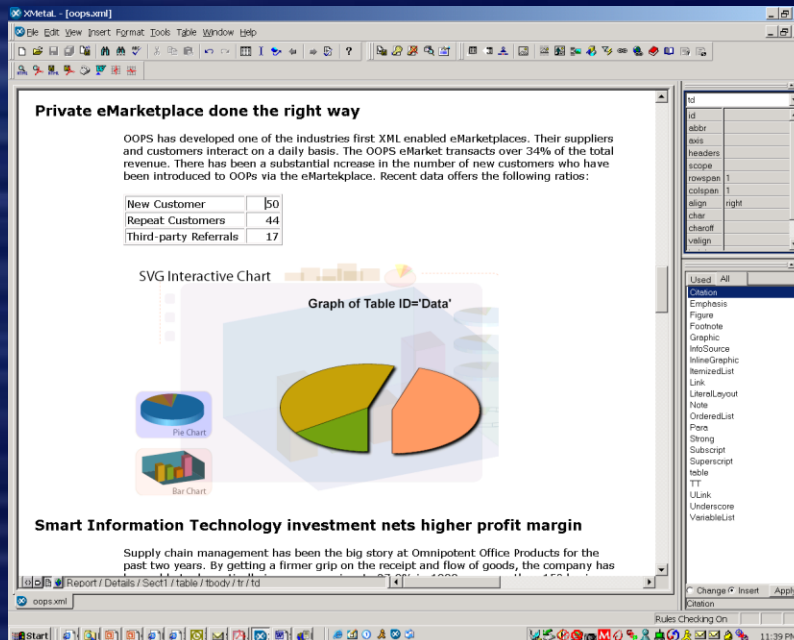 XMetaL - [oops.xml]
File Edit View Insert Format Tools Table Window Help
Private eMarketplace done the right way
OOPS has developed one of the industries first XML enabled eMarketplaces. Their suppliers
and customers interact on a daily basis. The OOPS eMarket transacts over 34% of the total
revenue. There has been a substantial ncrease in the number of new customers who have
been introduced to OOPs via the eMartekplace. Recent data offers the following ratios:
New Customer 50
Repeat Customers 44
Third-party Referrals 17
SVG Interactive Chart
Graph of Table ID='Data'
Pie Chart
Bar Chart
Smart Information Technology investment nets higher profit margin
Supply chain management has been the big story at Omnipotent Office Products for the
past two years. By getting a firmer grip on the receipt and flow of goods, the company has
Report / Details / Sect1 / table / tbody / tr / td
oops.xml
td
id
abbr
axis
headers
scope
rowspan 1
colspan 1
align right
char
charoff
valign
Used All
Citation
Emphasis
Figure
Footnote
Graphic
InfoSource
InlineGraphic
ItemizedList
Link
LiteralLayout
Note
OrderedList
Para
Strong
Subscript
Superscript
table
TT
ULink
Underscore
VariableList
Change Insert Apply
Citation
Rules Checking On
Start
11:39 P